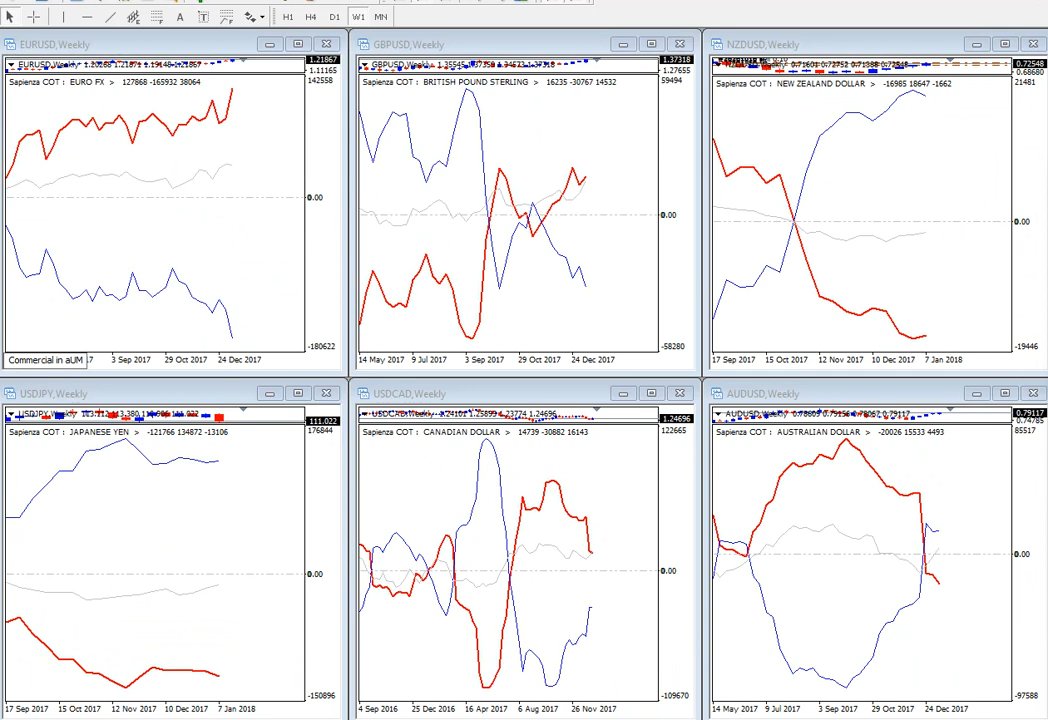 H1 H4 D1 W1 MN
EURUSD,Weekly
1.21867
1.11165
Sapienza COT : EURO FX > 127868 -165932 38064
142558
0.00
-180622
Commercial in aUM
3 Sep 2017 29 Oct 2017 24 Dec 2017
GBPUSD,Weekly
1.37318
1.27655
Sapienza COT : BRITISH POUND STERLING > 16235 -30767 14532
59494
0.00
-58280
14 May 2017 9 Jul 2017 3 Sep 2017 29 Oct 2017 24 Dec 2017
NZDUSD,Weekly
0.72548
0.68680
Sapienza COT : NEW ZEALAND DOLLAR > -16985 18647 -1662
21481
0.00
-19446
17 Sep 2017 15 Oct 2017 12 Nov 2017 10 Dec 2017 7 Jan 2018
USDJPY,Weekly
111.022
Sapienza COT : JAPANESE YEN > -121766 134872 -13106
176844
0.00
-150896
17 Sep 2017 15 Oct 2017 12 Nov 2017 10 Dec 2017 7 Jan 2018
USDCAD,Weekly
1.24696
Sapienza COT : CANADIAN DOLLAR > 14739 -30882 16143
122665
0.00
-109670
4 Sep 2016 25 Dec 2016 16 Apr 2017 6 Aug 2017 26 Nov 2017
AUDUSD,Weekly
0.79117
0.74785
Sapienza COT : AUSTRALIAN DOLLAR > -20026 15533 4493
85517
0.00
-97588
14 May 2017 9 Jul 2017 3 Sep 2017 29 Oct 2017 24 Dec 2017